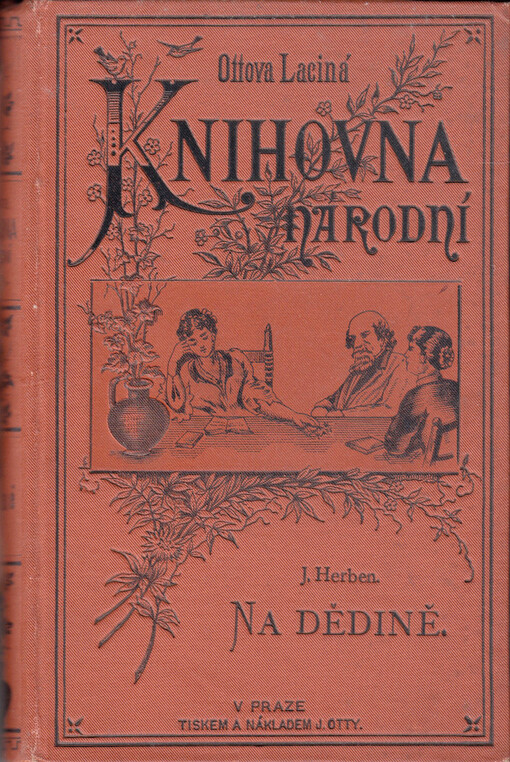 Ottova Laciná
KNIHOVNA
NÁRODNÍ
J. Herben.
NA DĚDINĚ.
V PRAZE
TISKEM A NÁKLADEM J. OTTY.